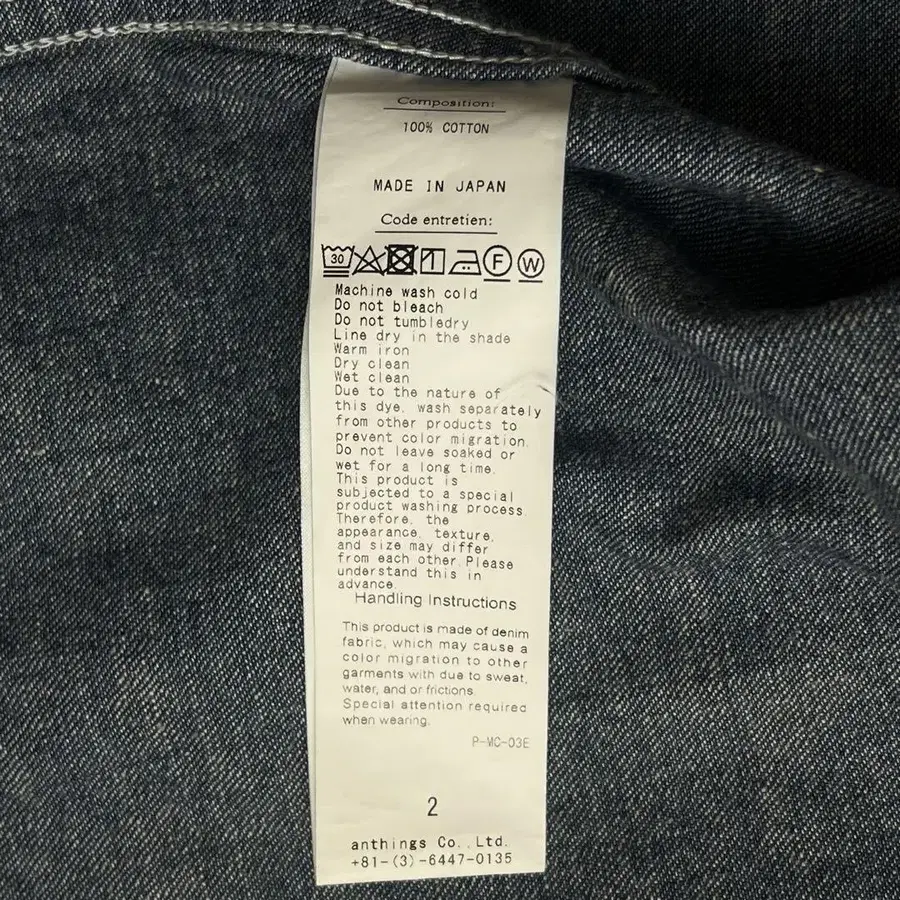 Composition:
100% COTTON
MADE IN JAPAN
Code entretien:
30 F W
Machine wash cold
Do not bleach
Do not tumbledry
Line dry in the shade
Warm iron
Dry clean
Wet clean
Due to the nature of
this dye, wash separately
from other products to
prevent color migration.
Do not leave soaked or
wet for a long time.
This product is
subjected to a special
product washing process.
Therefore, the
appearance, texture,
and size may differ
from each other.Please
understand this in
advance.
Handling Instructions
This product is made of denim
fabric, which may cause a
color migration to other
garments with due to sweat,
water, and or frictions.
Special attention required
when wearing.
P-MC-03E
2
anthings Co.,Ltd.
+81-(3)-6447-0135